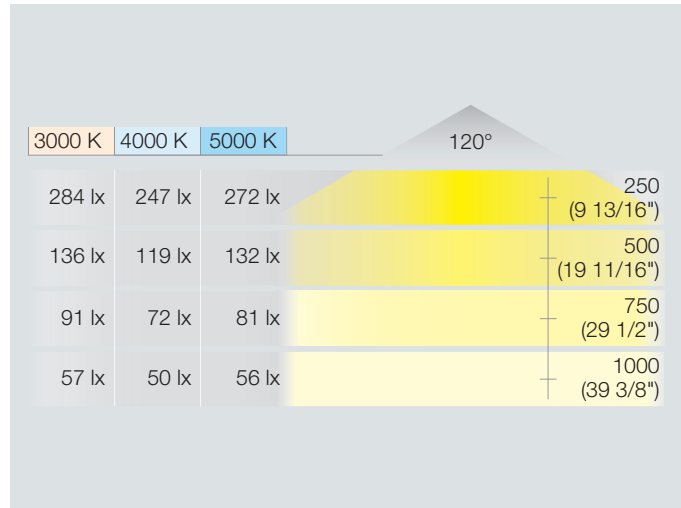 3000 K 4000 K 5000 K 120°
284 lx 247 lx 272 lx 250
(9 13/16")
136 lx 119 lx 132 lx 500
(19 11/16")
91 lx 72 lx 81 lx 750
(29 1/2")
57 lx 50 lx 56 lx 1000
(39 3/8")